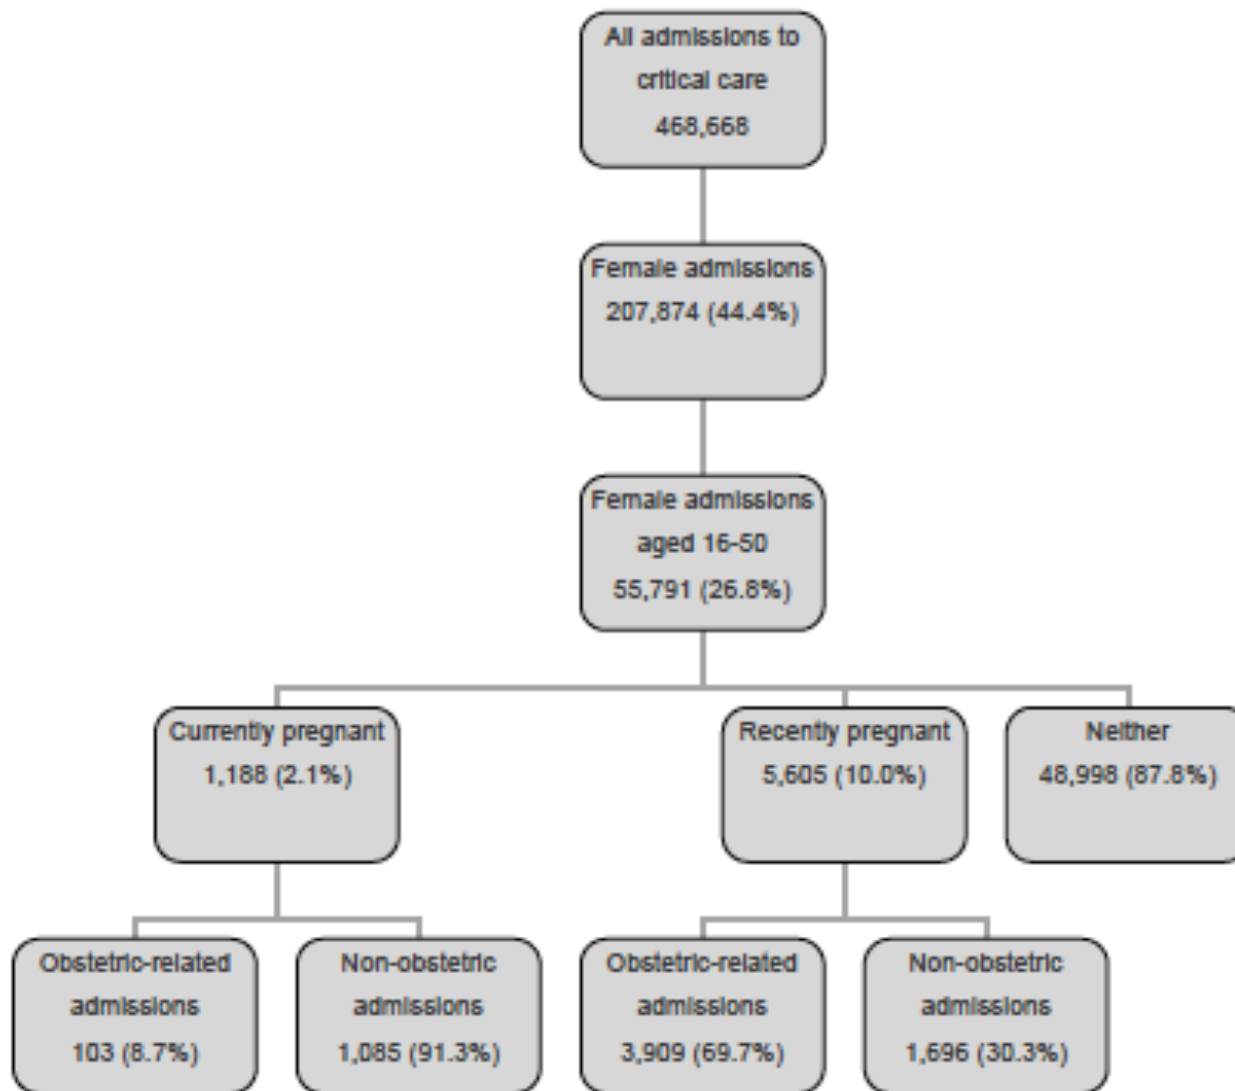 All admissions to
critical care
468,668
Female admissions
207,874 (44.4%)
Female admissions
aged 16-50
55,791 (26.8%)
Currently pregnant
1,188 (2.1%)
Recently pregnant
5,605 (10.0%)
Neither
48,998 (87.8%)
Obstetric-related
admissions
103 (8.7%)
Non-obstetric
admissions
1,085 (91.3%)
Obstetric-related
admissions
3,909 (69.7%)
Non-obstetric
admissions
1,696 (30.3%)